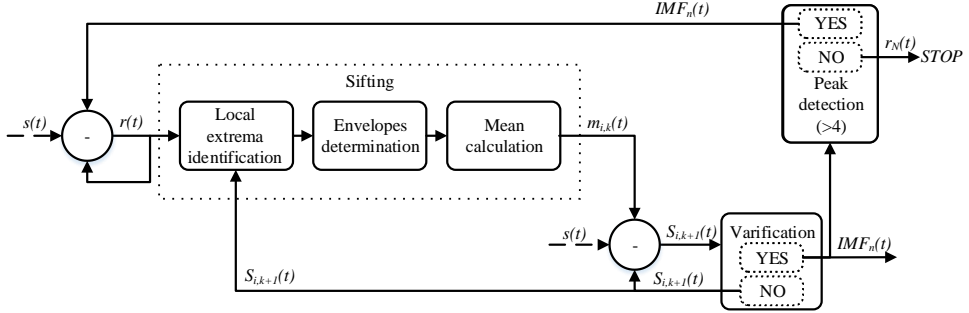 IMFn(t)
YES
NO
rN(t)
STOP
Peak
detection
(>4)
Sifting
s(t)
-
r(t)
Local
extrema
identification
Envelopes
determination
Mean
calculation
mi,k(t)
s(t)
-
Si,k+1(t)
Varification
YES
NO
IMFn(t)
Si,k+1(t)
Si,k+1(t)